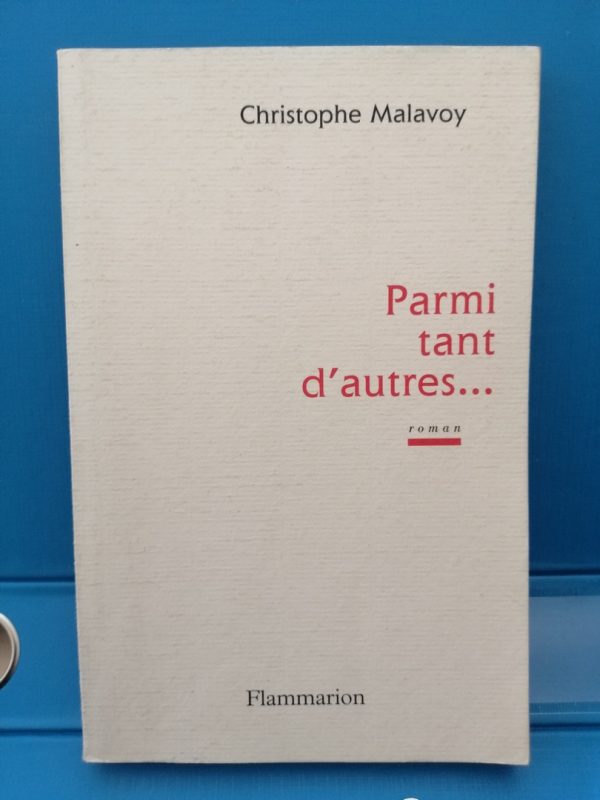 Christophe Malavoy
Parmi
tant
d'autres...
roman
Flammarion